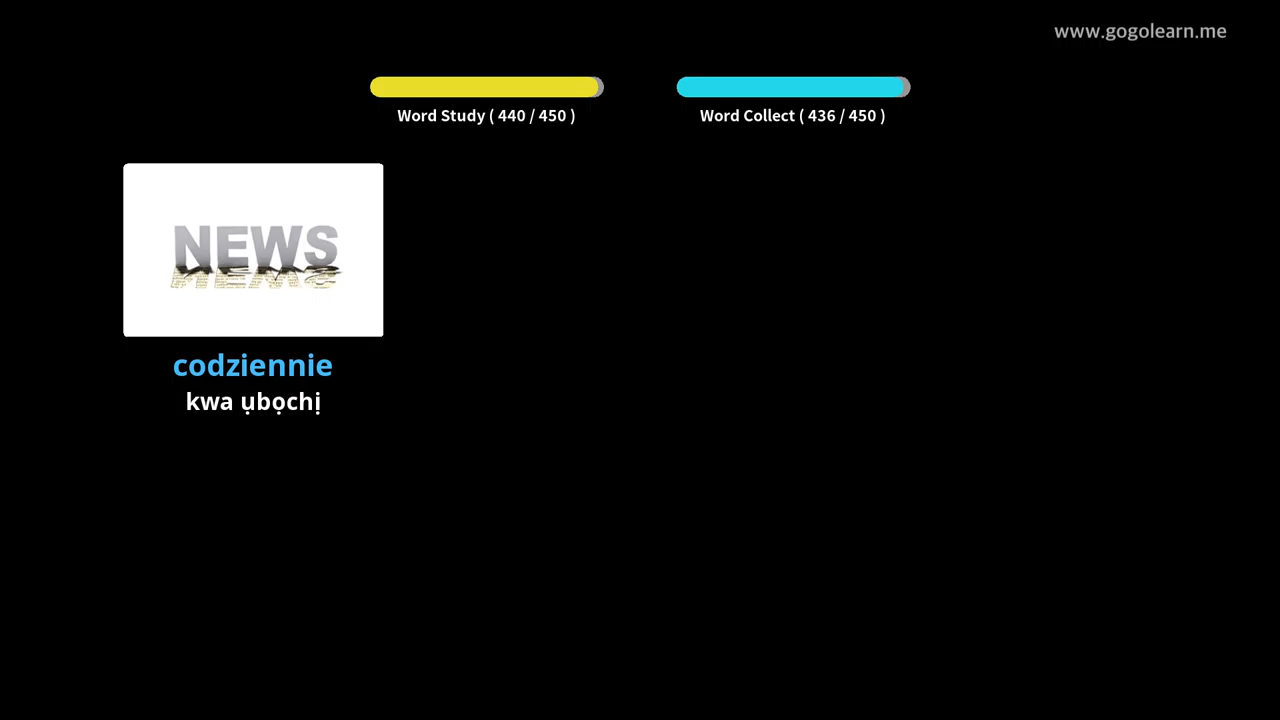 www.gogolearn.me
Word Study ( 440 / 450 )
Word Collect ( 436 / 450 )
NEWS
codziennie
kwa ụbọchị